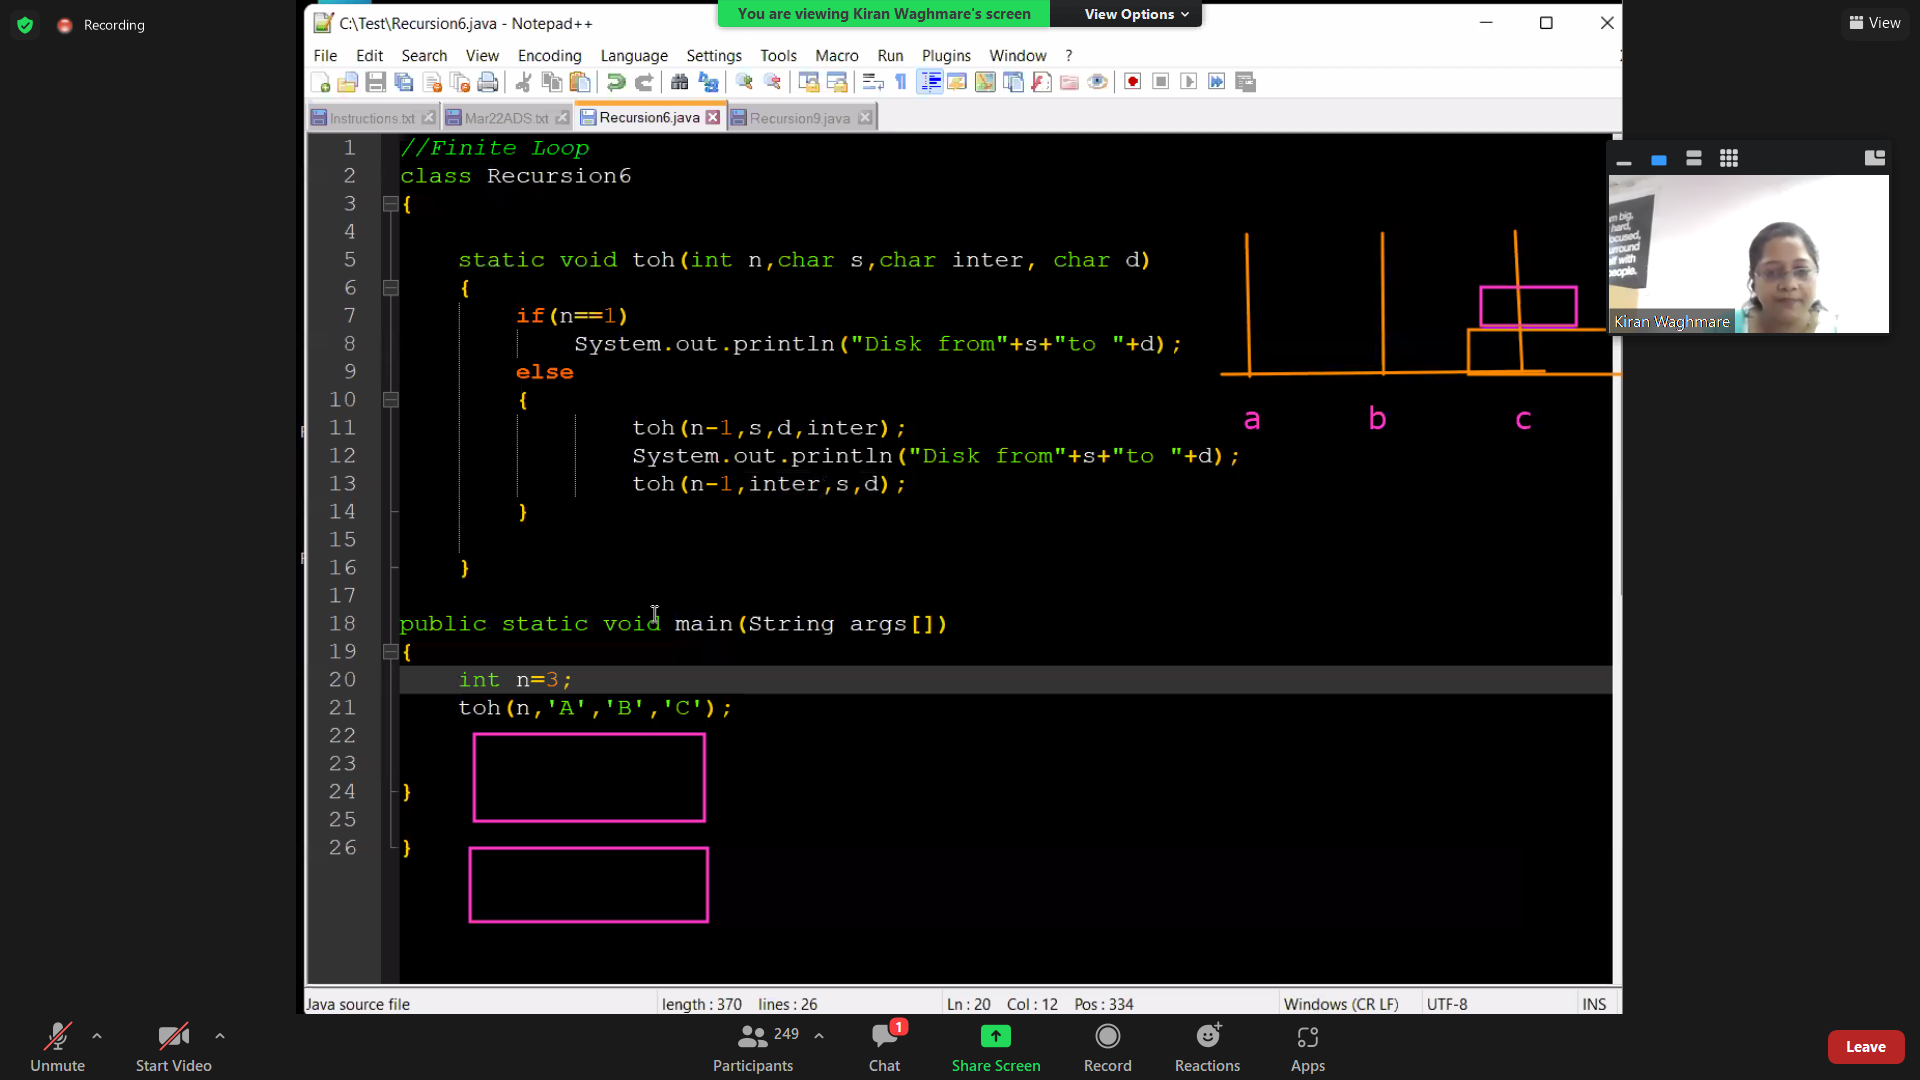 Recording
C:\Test\Recursion6.java - Notepad++
You are viewing Kiran Waghmare's screen
View Options
View
File Edit Search View Encoding Language Settings Tools Macro Run Plugins Window ?
Instructions.txt Mar22ADS.txt Recursion6.java Recursion9.java
1 //Finite Loop
2 class Recursion6
3 {
4
5 static void toh(int n,char s,char inter, char d)
6 {
7 if(n==1)
8 System.out.println("Disk from"+s+"to "+d);
9 else
10 {
11 toh(n-1,s,d,inter);
12 System.out.println("Disk from"+s+"to "+d);
13 toh(n-1,inter,s,d);
14 }
15
16 }
17
18 public static void main(String args[])
19 {
20 int n=3;
21 toh(n,'A','B','C');
22
23
24 }
25
26 }
a b c
Kiran Waghmare
Java source file length : 370 lines : 26 Ln : 20 Col : 12 Pos : 334 Windows (CR LF) UTF-8 INS
Unmute
Start Video
249
Participants
1
Chat
Share Screen
Record
Reactions
Apps
Leave